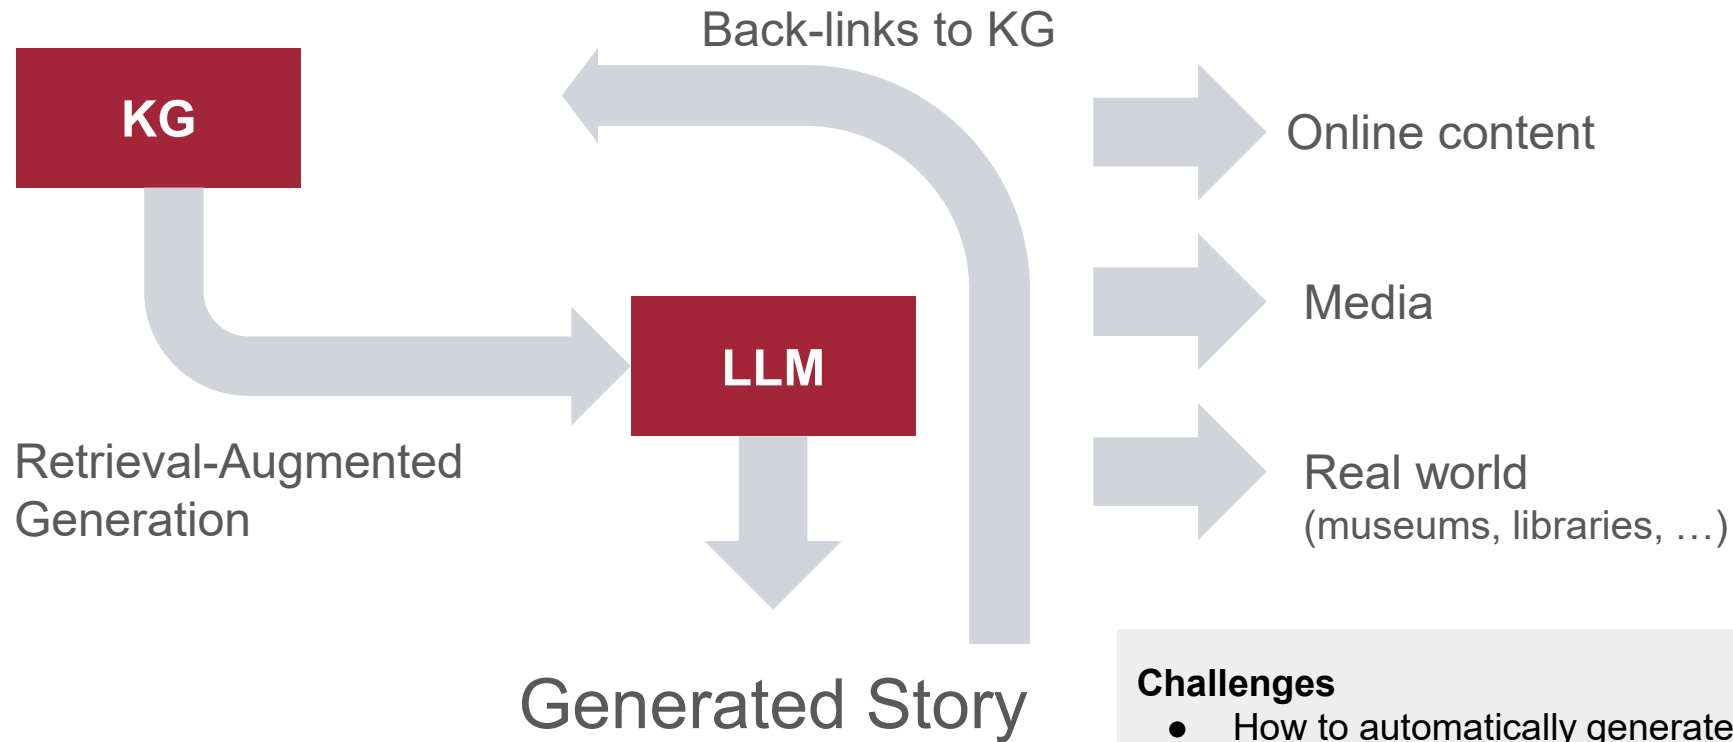 Back-links to KG
KG
Online content
Media
LLM
Retrieval-Augmented
Generation
Real world
(museums, libraries, …)
Generated Story
Challenges
● How to automatically generate